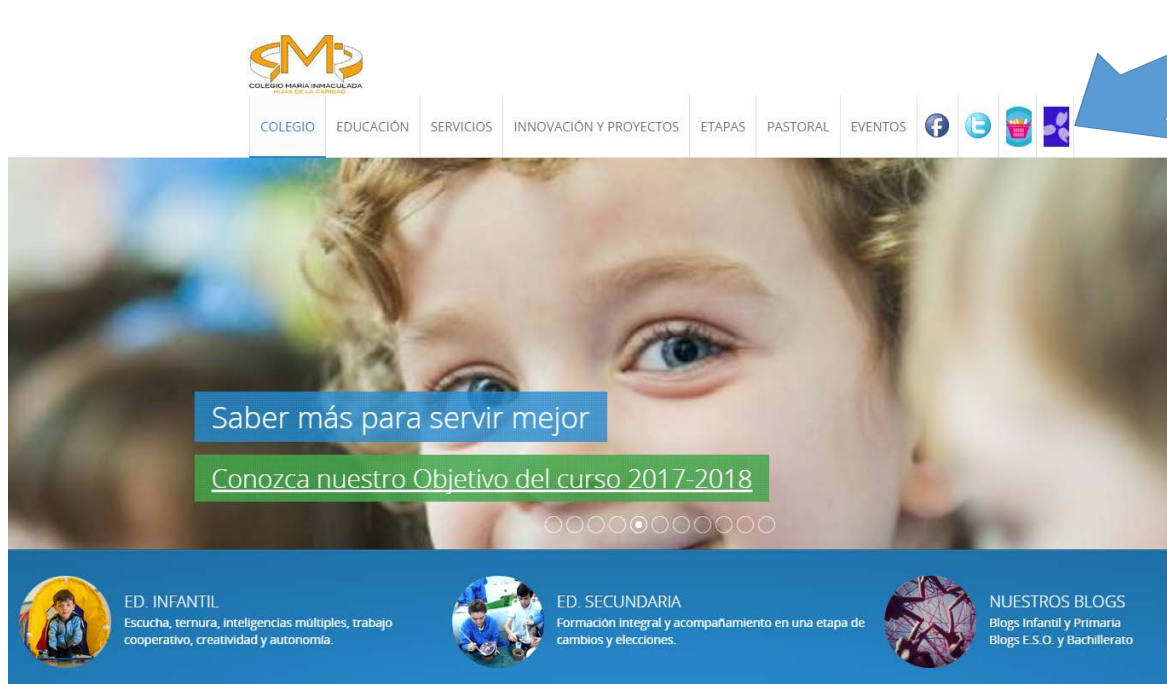 COLEGIO MARÍA INMACULADA
HIJAS DE LA CARIDAD
COLEGIO
EDUCACIÓN
SERVICIOS
INNOVACIÓN Y PROYECTOS
ETAPAS
PASTORAL
EVENTOS
Saber más para servir mejor
Conozca nuestro Objetivo del curso 2017-2018
ED. INFANTIL
Escucha, ternura, inteligencias múltiples, trabajo
cooperativo, creatividad y autonomía.
ED. SECUNDARIA
Formación integral y acompañamiento en una etapa de
cambios y elecciones.
NUESTROS BLOGS
Blogs Infantil y Primaria
Blogs E.S.O. y Bachillerato